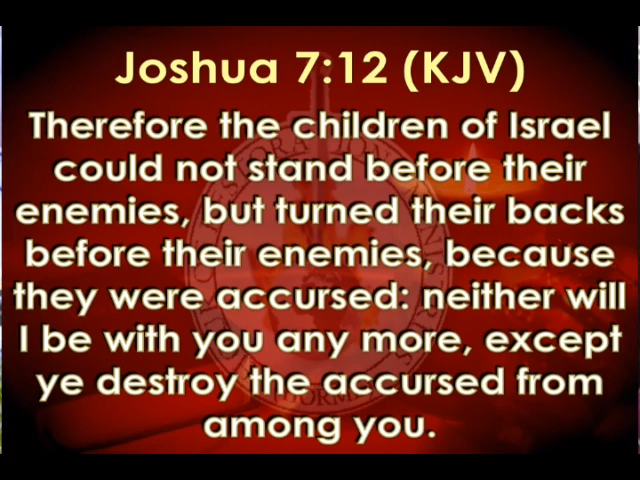 Joshua 7:12 (KJV)
Therefore the children of Israel
could not stand before their
enemies, but turned their backs
before their enemies, because
they were accursed: neither will
I be with you any more, except
ye destroy the accursed from
among you.